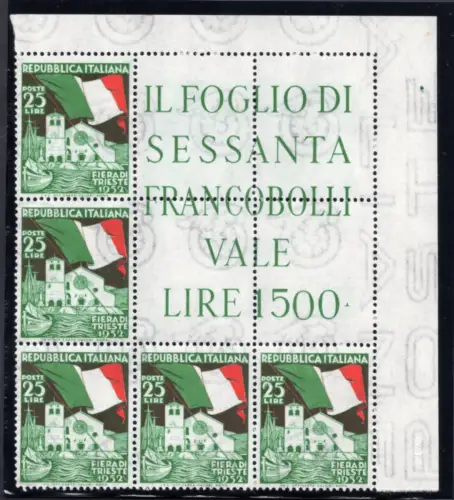 REPUBBLICA ITALIANA
POSTE
25
LIRE
FIERA DI
TRIESTE
1952
IL FOGLIO DI
SESSANTA
FRANCOBOLLI
VALE
LIRE 1500
REPUBBLICA ITALIANA
POSTE
25
LIRE
FIERA DI
TRIESTE
1952
REPUBBLICA ITALIANA
POSTE
25
LIRE
FIERA DI
TRIESTE
1952
REPUBBLICA ITALIANA
POSTE
25
LIRE
FIERA DI
TRIESTE
1952
REPUBBLICA ITALIANA
POSTE
25
LIRE
FIERA DI
TRIESTE
1952